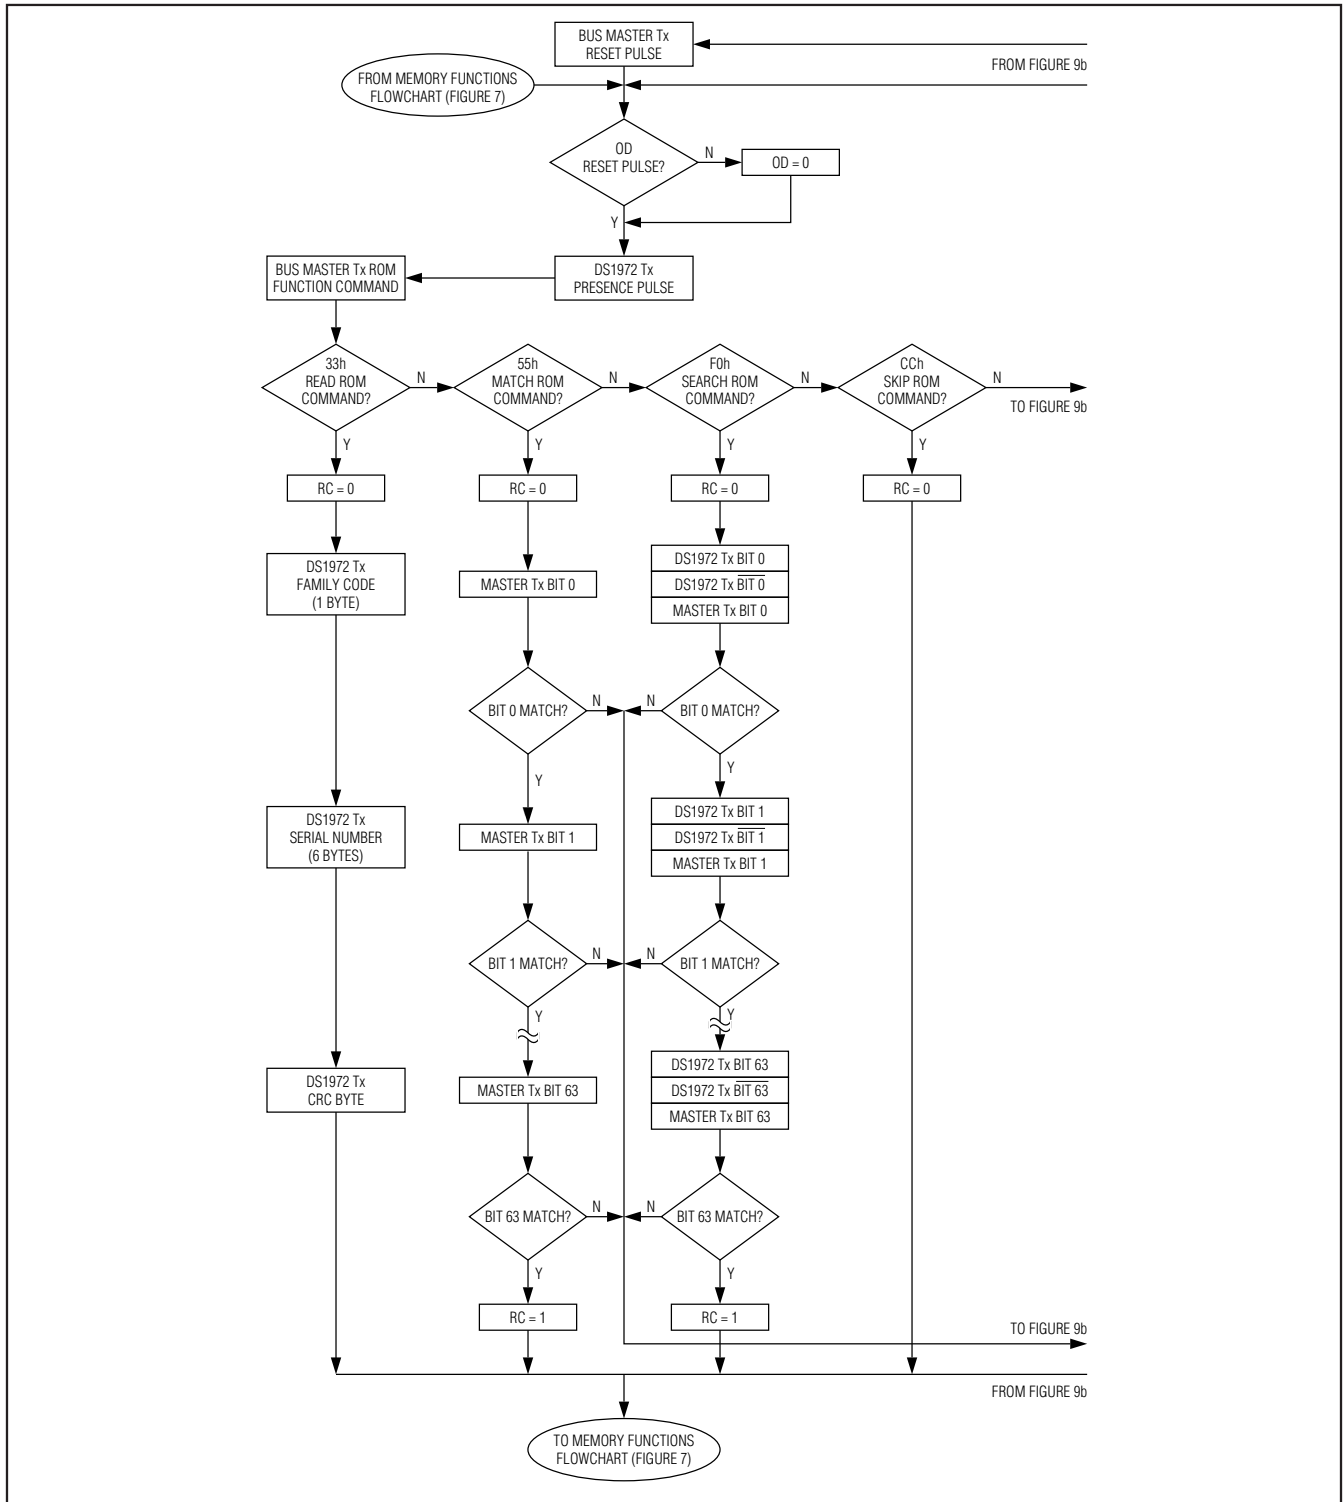 BUS MASTER Tx
RESET PULSE
FROM FIGURE 9b
FROM MEMORY FUNCTIONS
FLOWCHART (FIGURE 7)
OD
RESET PULSE?
N
OD = 0
Y
BUS MASTER Tx ROM
FUNCTION COMMAND
DS1972 Tx
PRESENCE PULSE
33h
READ ROM
COMMAND?
N
55h
MATCH ROM
COMMAND?
N
F0h
SEARCH ROM
COMMAND?
N
CCh
SKIP ROM
COMMAND?
N
TO FIGURE 9b
Y
Y
Y
Y
RC = 0
RC = 0
RC = 0
RC = 0
DS1972 Tx
FAMILY CODE
(1 BYTE)
MASTER Tx BIT 0
DS1972 Tx BIT 0
DS1972 Tx B̅I̅T̅ ̅0̅
MASTER Tx BIT 0
BIT 0 MATCH?
N
N
BIT 0 MATCH?
Y
Y
DS1972 Tx
SERIAL NUMBER
(6 BYTES)
MASTER Tx BIT 1
DS1972 Tx BIT 1
DS1972 Tx B̅I̅T̅ ̅1̅
MASTER Tx BIT 1
BIT 1 MATCH?
N
N
BIT 1 MATCH?
Y
Y
DS1972 Tx
CRC BYTE
MASTER Tx BIT 63
DS1972 Tx BIT 63
DS1972 Tx B̅I̅T̅ ̅6̅3̅
MASTER Tx BIT 63
BIT 63 MATCH?
N
N
BIT 63 MATCH?
Y
Y
RC = 1
RC = 1
TO FIGURE 9b
FROM FIGURE 9b
TO MEMORY FUNCTIONS
FLOWCHART (FIGURE 7)